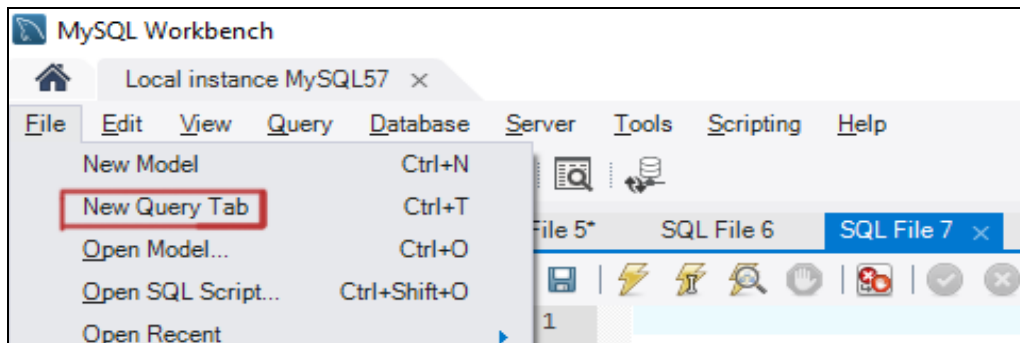 MySQL Workbench
Local instance MySQL57 ×
File Edit View Query Database Server Tools Scripting Help
New Model Ctrl+N
New Query Tab Ctrl+T
File 5* SQL File 6 SQL File 7 ×
Open Model... Ctrl+O
Open SQL Script... Ctrl+Shift+O
1
Open Recent